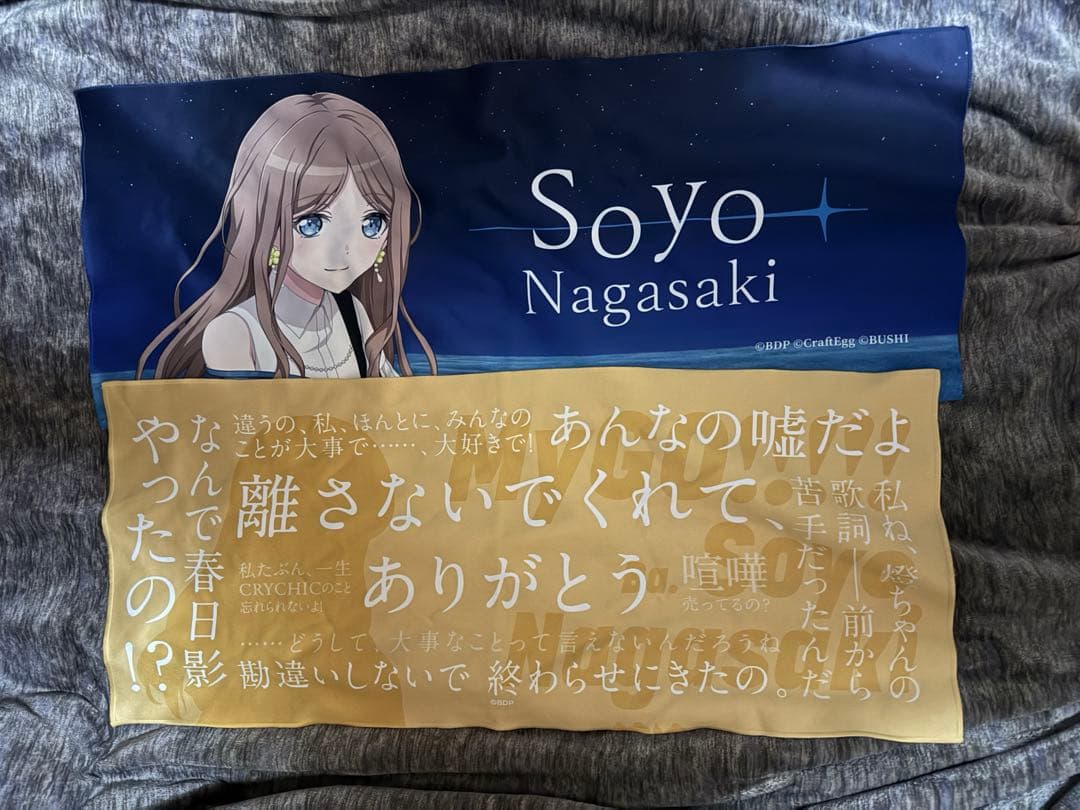 Soyo
Nagasaki
©BDP ©CraftEgg ©BUSHI
なんで春日影
やったの!?
違うの、私、ほんとに、みんなの
ことが大事で……、大好きで!
あんなの嘘だよ
離さないでくれて、
ありがとう
私たぶん、一生
CRYCHICのこと
忘れられないよ!
喧嘩
売ってるの?
……どうして、大事なことって言えないんだろうね
勘違いしないで
終わらせにきたの。
私ね、燈ちゃんの
歌詞―前から
苦手だったんだ
©BDP
MyGO!!!!!
a. Soyo
Nagasaki